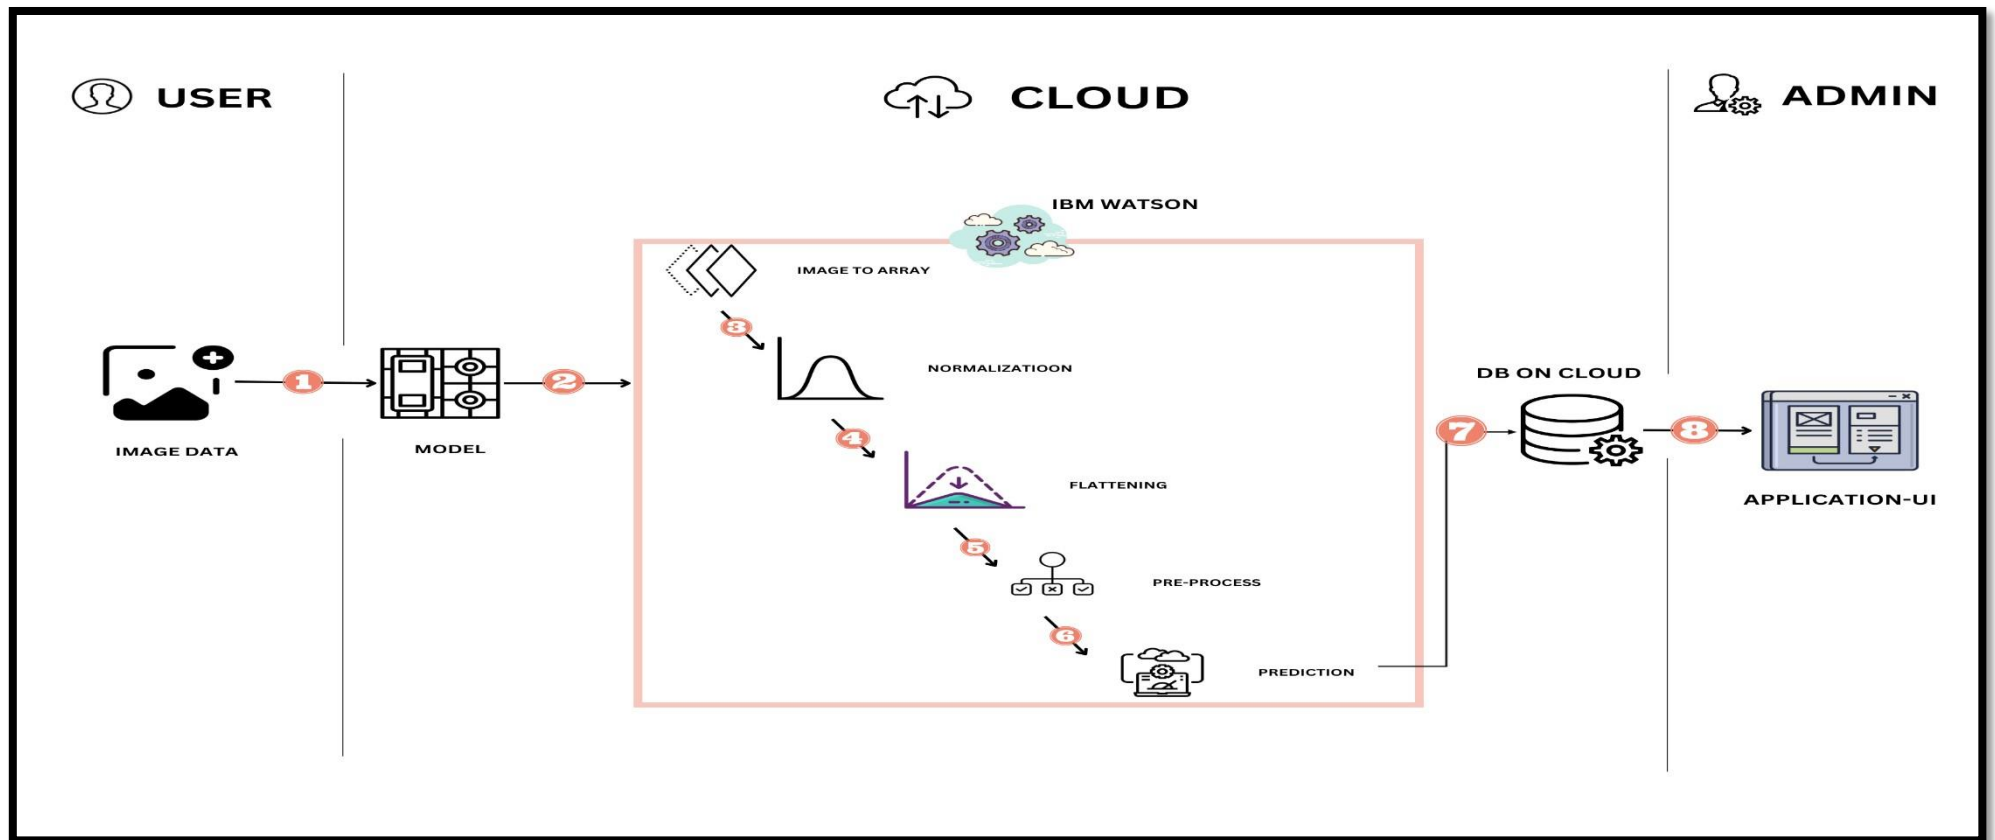 USER
CLOUD
ADMIN
IBM WATSON
IMAGE TO ARRAY
3
NORMALIZATIOON
1
2
DB ON CLOUD
IMAGE DATA
MODEL
4
7
8
FLATTENING
APPLICATION-UI
5
PRE-PROCESS
6
PREDICTION